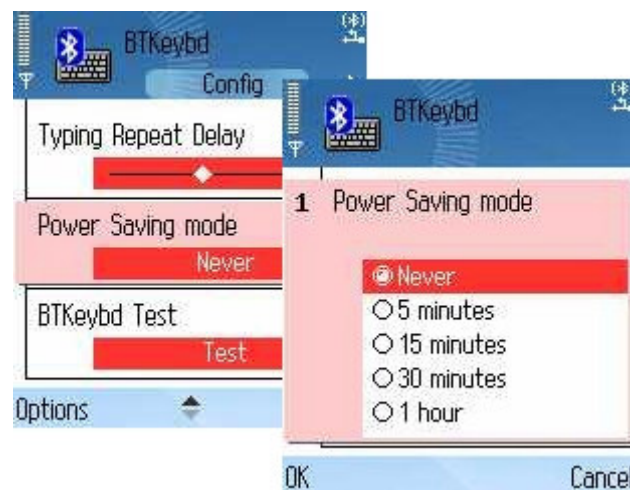 BTKeybd
Config
Typing Repeat Delay
Power Saving mode
Never
BTKeybd Test
Test
Options
BTKeybd
1 Power Saving mode
Never
5 minutes
15 minutes
30 minutes
1 hour
OK Cancel